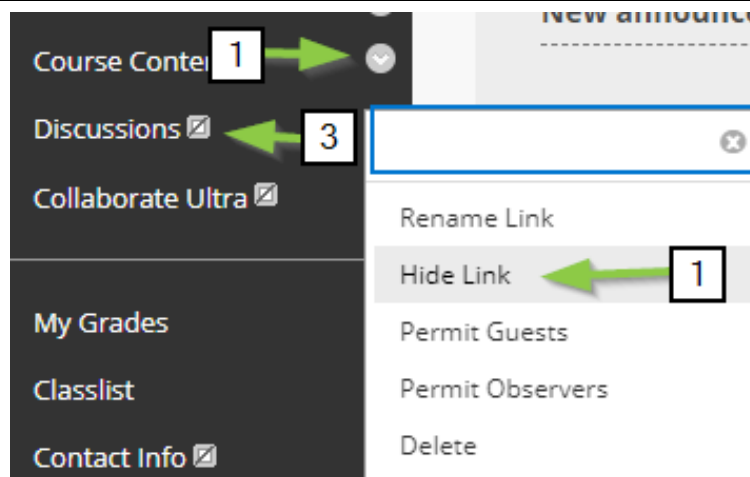 New announc
Course Conte 1
Discussions 3
Collaborate Ultra
Rename Link
Hide Link 1
My Grades
Permit Guests
Classlist
Permit Observers
Contact Info
Delete